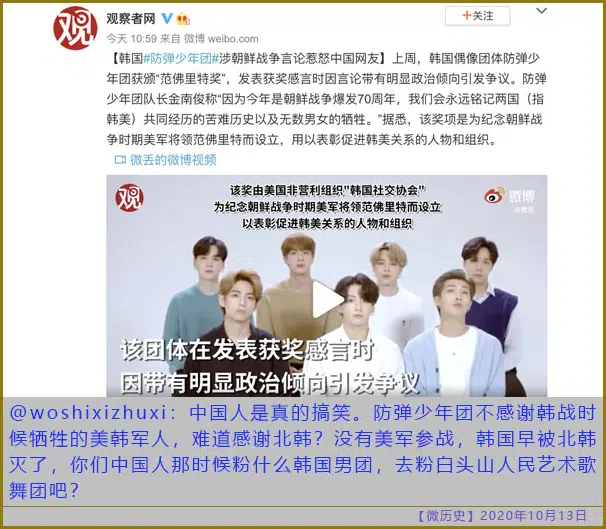 观
观察者网
+关注
今天 10:59 来自 微博 weibo.com
【韩国#防弹少年团#涉朝鲜战争言论惹怒中国网友】上周，韩国偶像团体防弹少
年团获颁“范佛里特奖”，发表获奖感言时因言论带有明显政治倾向引发争议。防弹
少年团队长金南俊称“因为今年是朝鲜战争爆发70周年，我们会永远铭记两国（指
韩美）共同经历的苦难历史以及无数男女的牺牲。”据悉，该奖项是为纪念朝鲜战
争时期美军将领范佛里特而设立，用以表彰促进韩美关系的人物和组织。
微丢的微博视频
观
该奖由美国非营利组织"韩国社交协会"
为纪念朝鲜战争时期美军将领范佛里特而设立
以表彰促进韩美关系的人物和组织
微博
该团体在发表获奖感言时
因带有明显政治倾向引发争议
@woshixizhuxi：中国人是真的搞笑。防弹少年团不感谢韩战时
候牺牲的美韩军人，难道感谢北韩？没有美军参战，韩国早被北韩
灭了，你们中国人那时候粉什么韩国男团，去粉白头山人民艺术歌
舞团吧？
【微历史】2020年10月13日